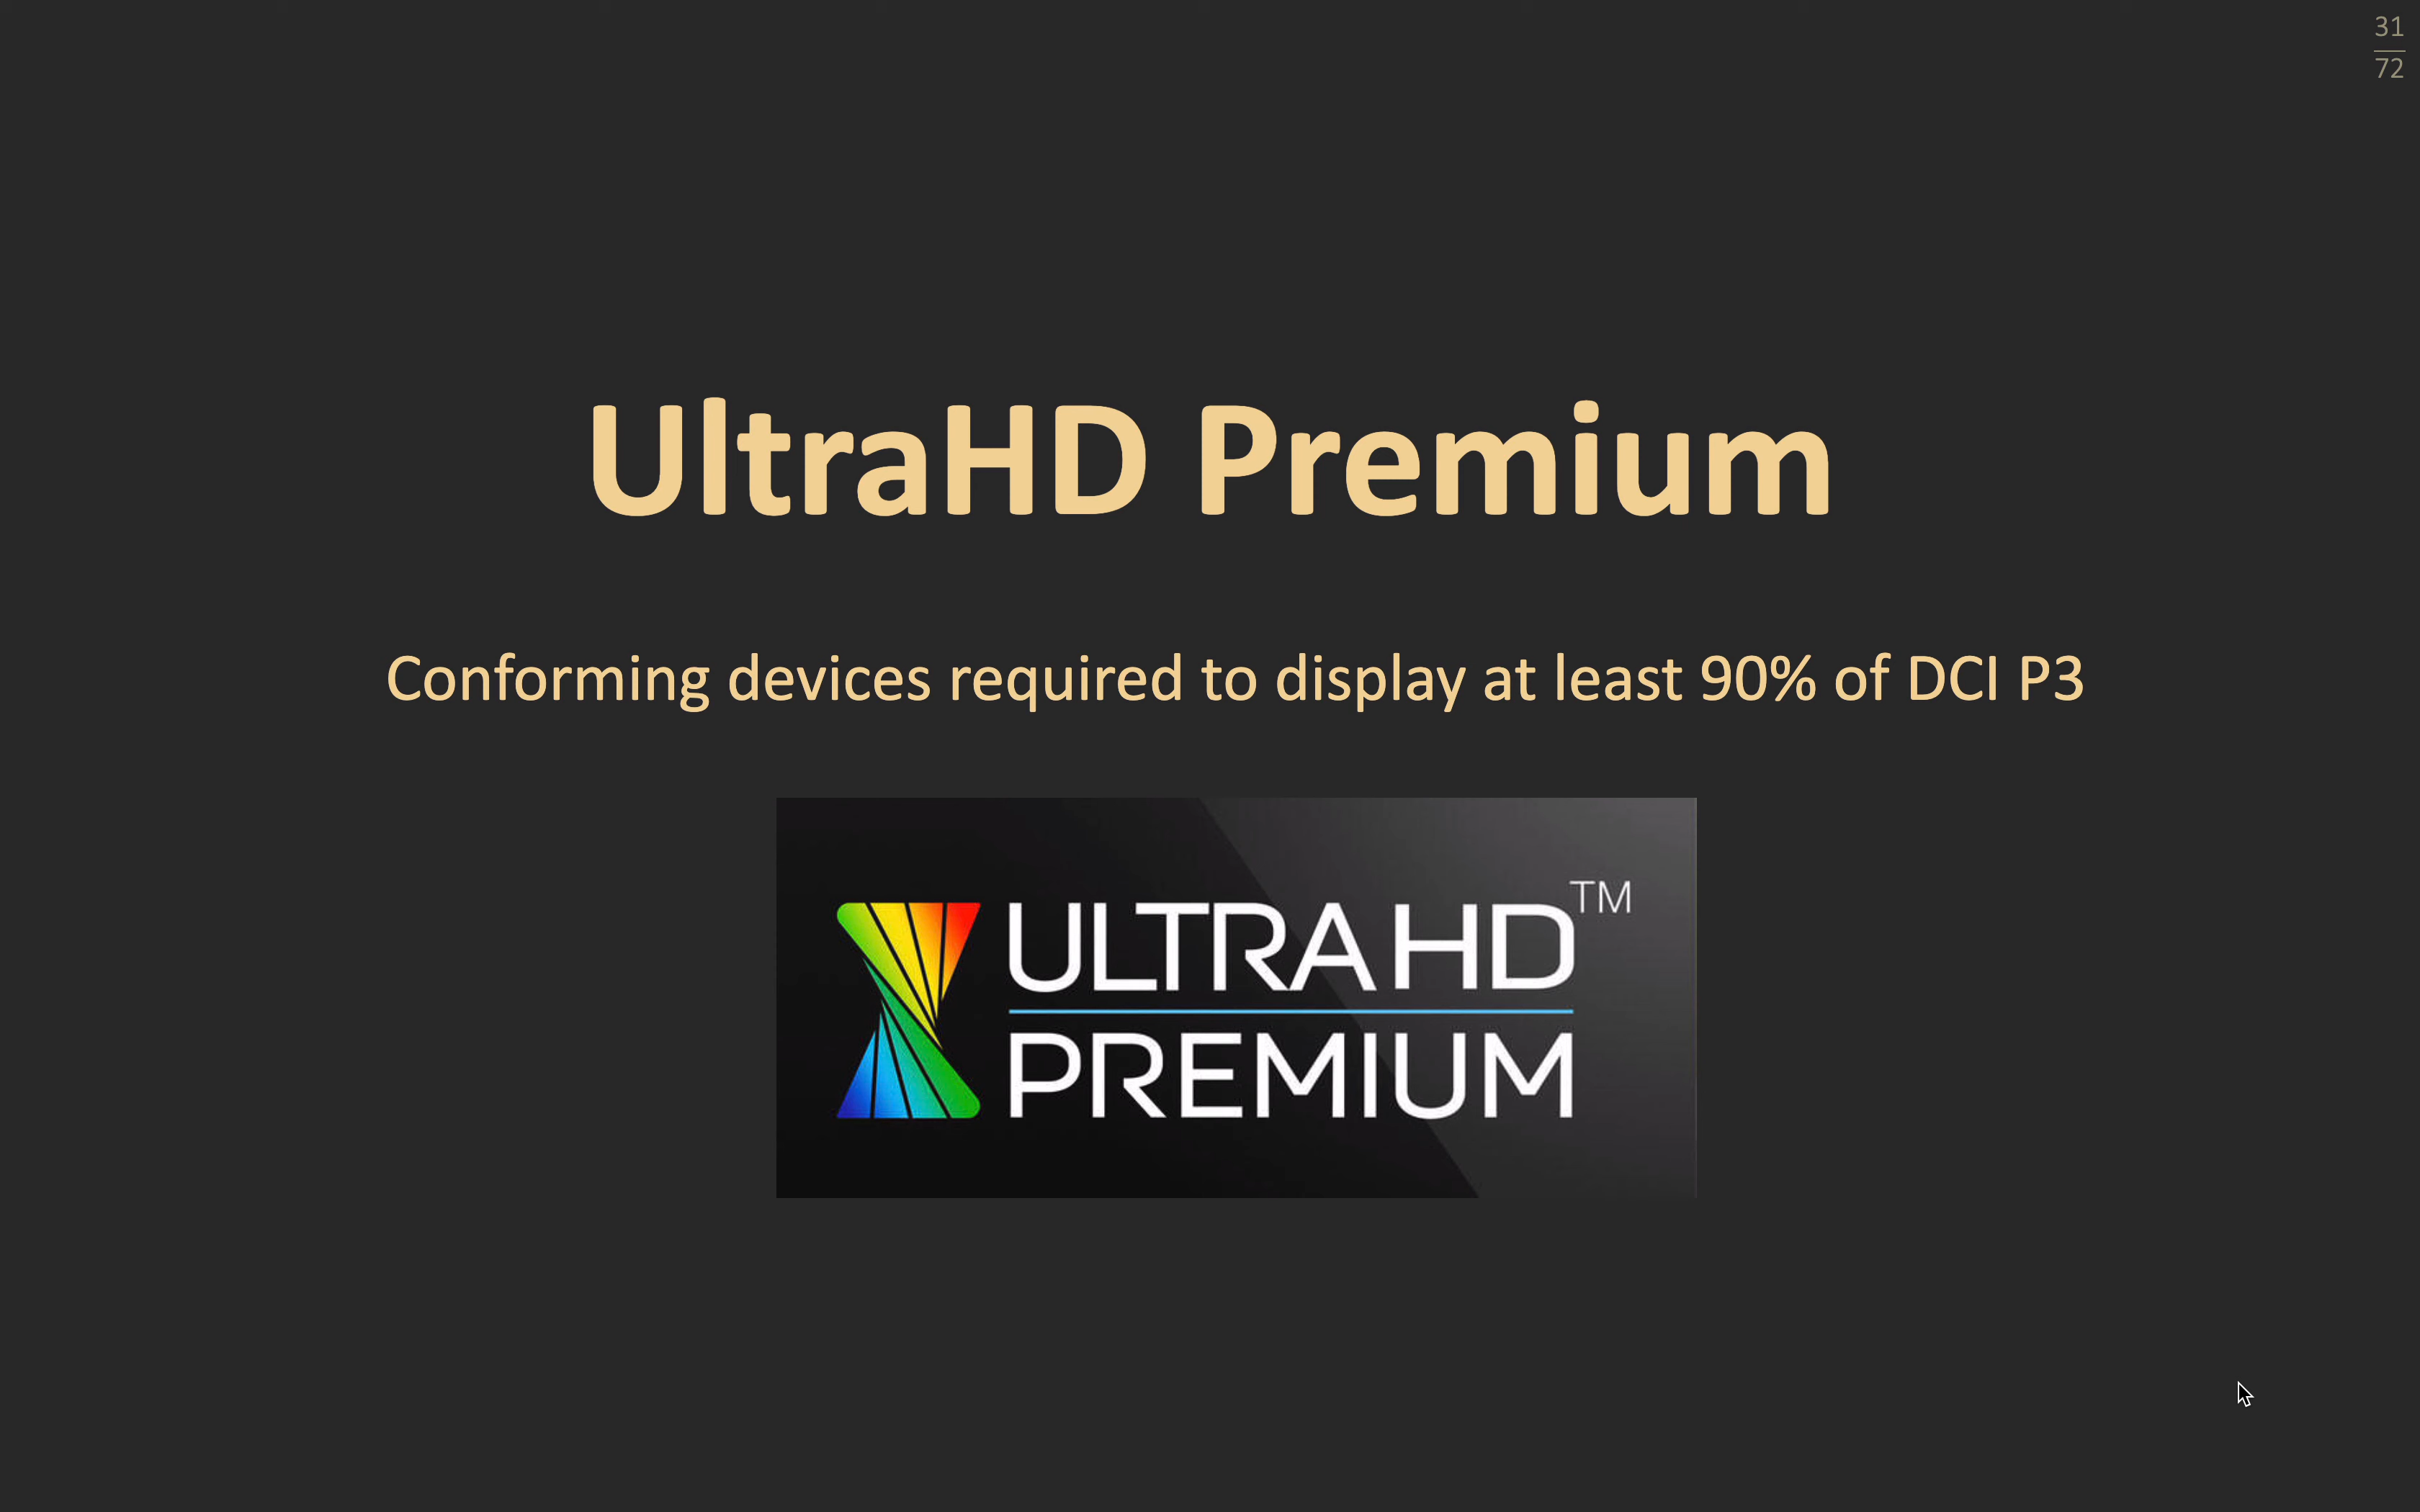 31
72
UltraHD Premium
Conforming devices required to display at least 90% of DCI P3
ULTRA HD™
PREMIUM